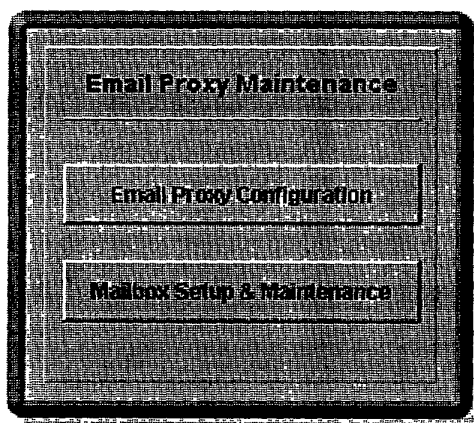 Email Proxy Maintenance
Email Proxy Configuration
Mailbox Setup & Maintenance